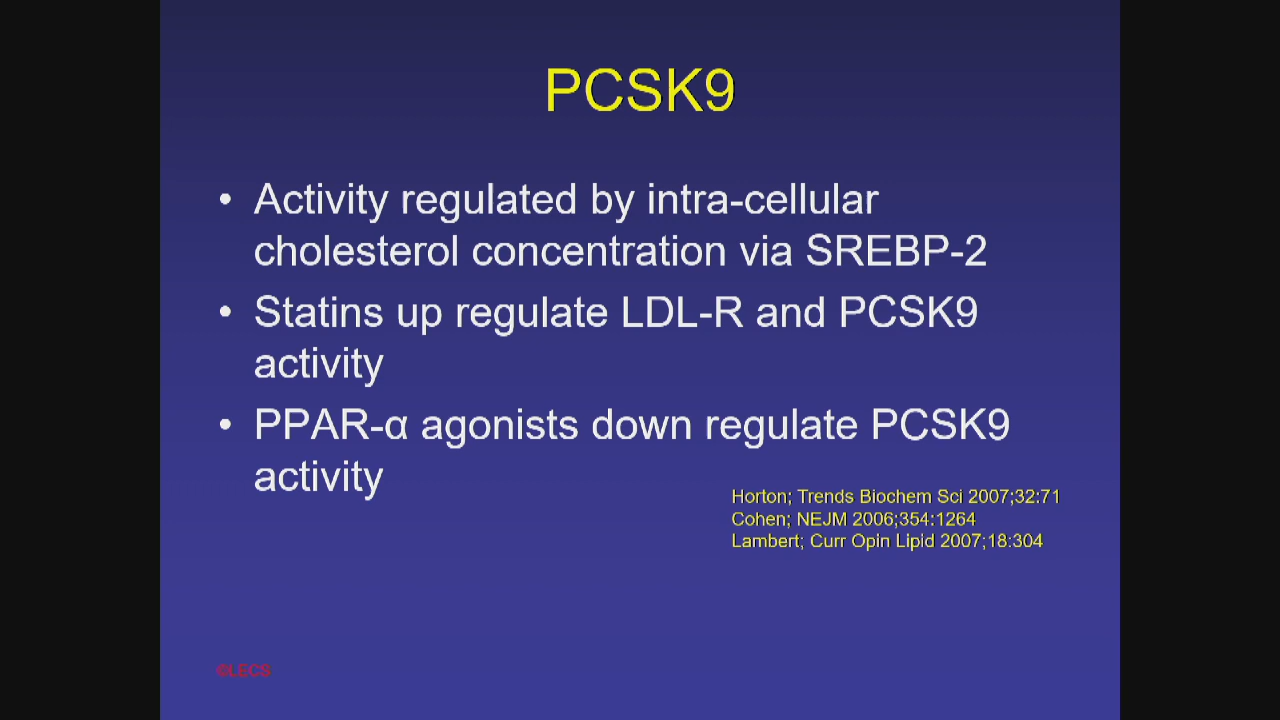 PCSK9
• Activity regulated by intra-cellular
cholesterol concentration via SREBP-2
• Statins up regulate LDL-R and PCSK9
activity
• PPAR-α agonists down regulate PCSK9
activity
Horton; Trends Biochem Sci 2007;32:71
Cohen; NEJM 2006;354:1264
Lambert; Curr Opin Lipid 2007;18:304
©LECS